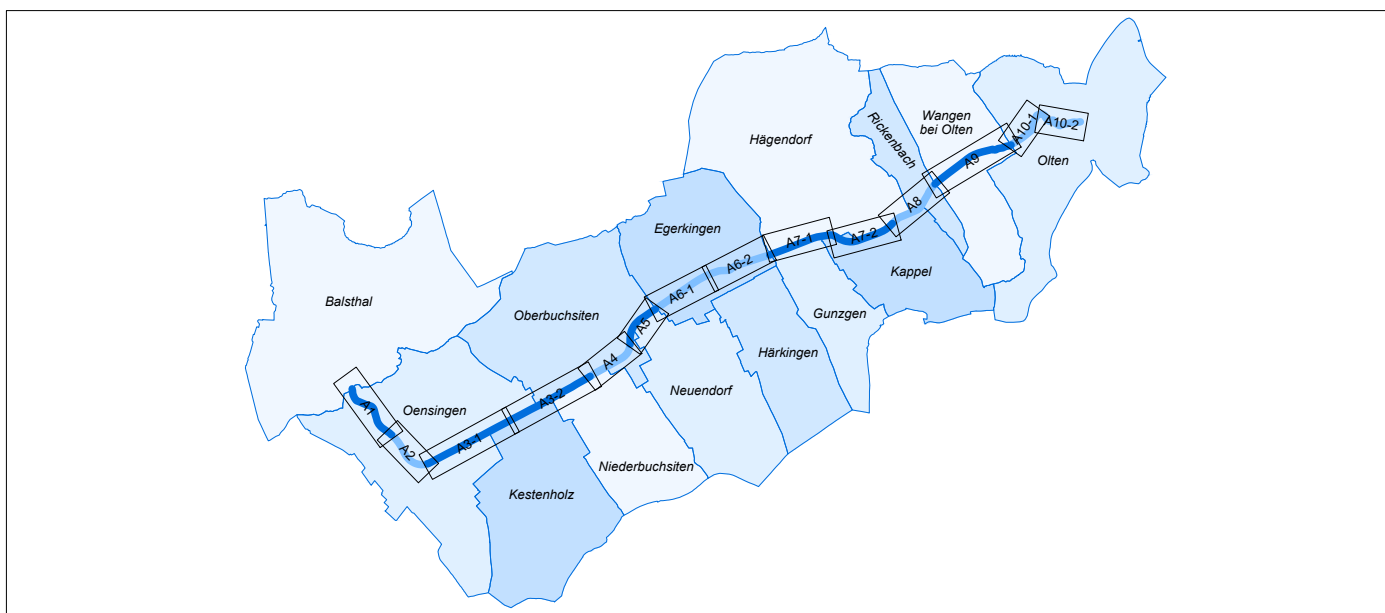 Wangen
bei Olten
Rickenbach
A10-1
A10-2
Hägendorf
A9
Olten
A8
Egerkingen
A7-1
A7-2
A6-2
Kappel
A6-1
Balsthal
Oberbuchsiten
Gunzgen
A5
Härkingen
A4
Neuendorf
A3-2
A1
Oensingen
A3-1
A2
Niederbuchsiten
Kestenholz